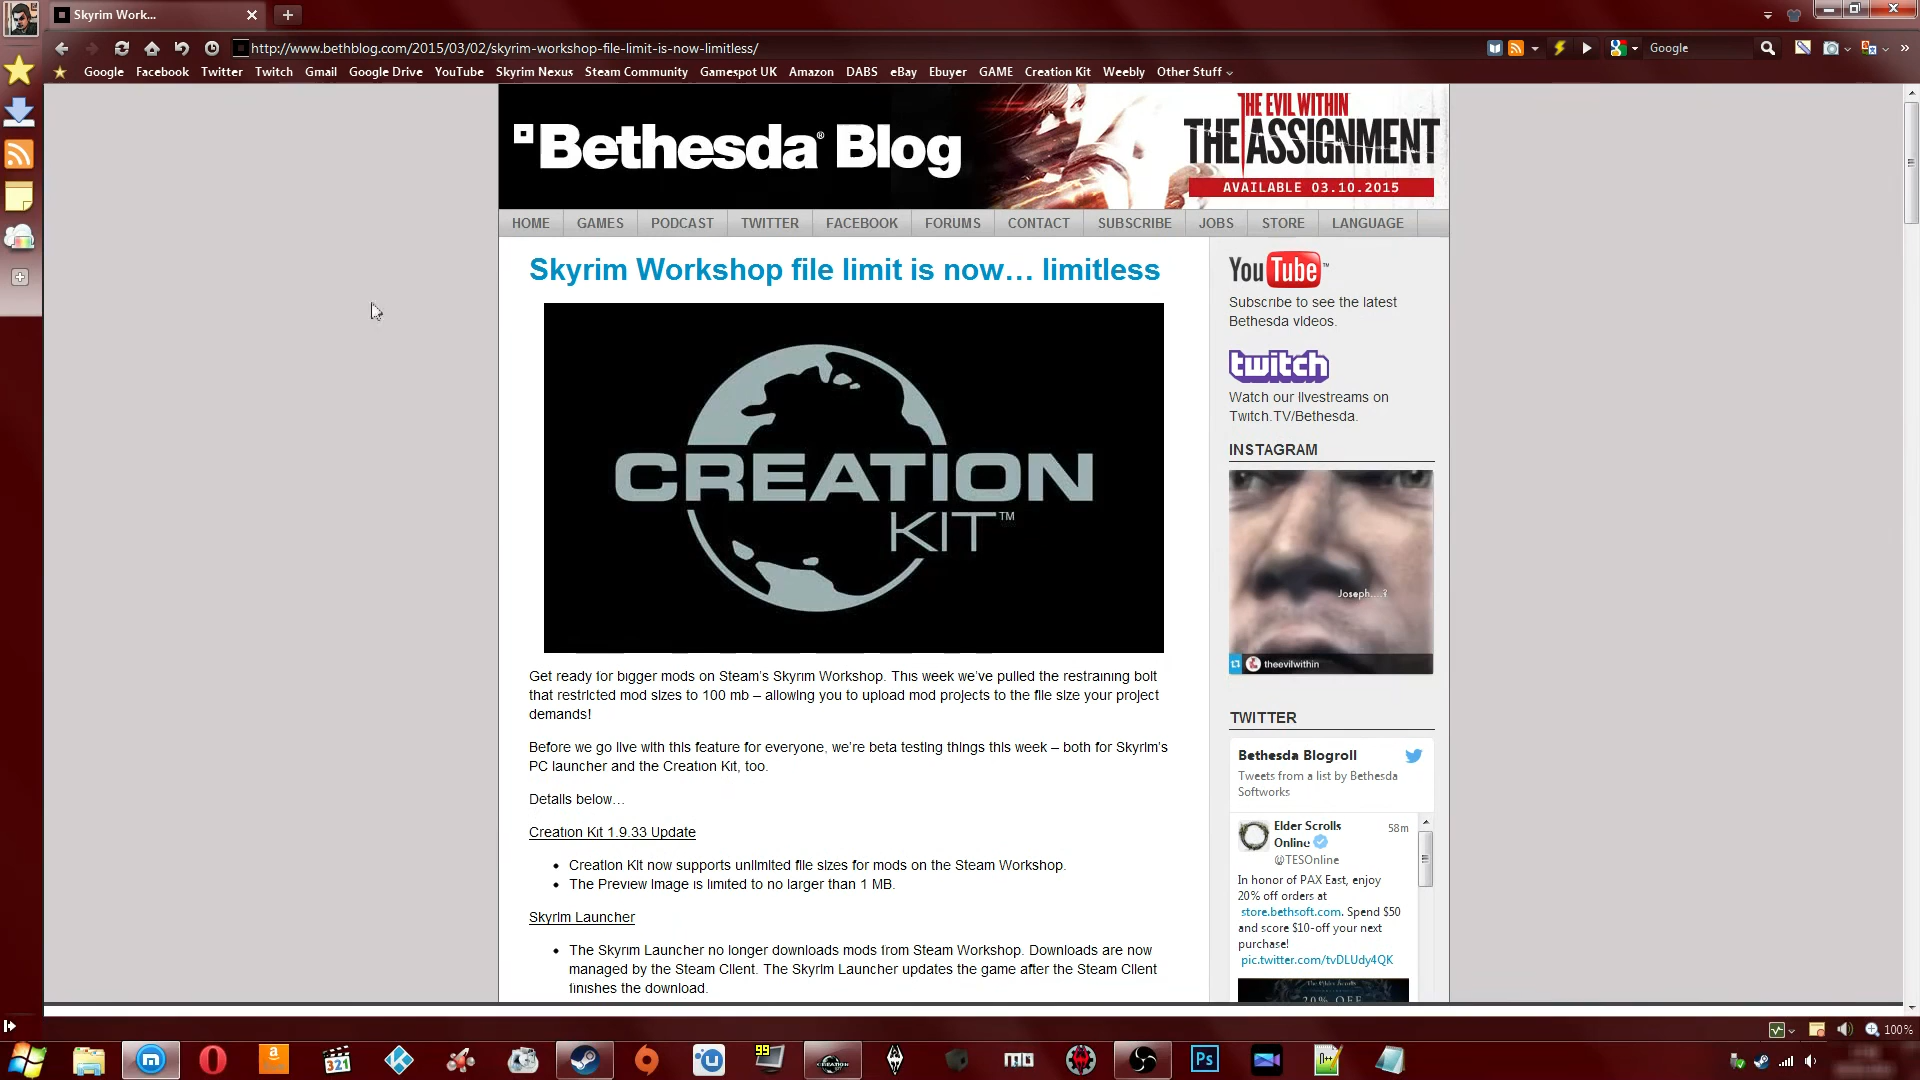 Skyrim Work...
http://www.bethblog.com/2015/03/02/skyrim-workshop-file-limit-is-now-limitless/
Google
Google Facebook Twitter Twitch Gmail Google Drive YouTube Skyrim Nexus Steam Community Gamespot UK Amazon DABS eBay Ebuyer GAME Creation Kit Weebly Other Stuff
Bethesda® Blog
THE EVIL WITHIN
THE ASSIGNMENT
AVAILABLE 03.10.2015
HOME GAMES PODCAST TWITTER FACEBOOK FORUMS CONTACT SUBSCRIBE JOBS STORE LANGUAGE
Skyrim Workshop file limit is now… limitless
CREATION
KIT™
Get ready for bigger mods on Steam's Skyrim Workshop. This week we've pulled the restraining bolt
that restricted mod sizes to 100 mb – allowing you to upload mod projects to the file size your project
demands!
Before we go live with this feature for everyone, we're beta testing things this week – both for Skyrim's
PC launcher and the Creation Kit, too.
Details below…
Creation Kit 1.9.33 Update
• Creation Kit now supports unlimited file sizes for mods on the Steam Workshop.
• The Preview Image is limited to no larger than 1 MB.
Skyrim Launcher
• The Skyrim Launcher no longer downloads mods from Steam Workshop. Downloads are now
managed by the Steam Client. The Skyrim Launcher updates the game after the Steam Client
finishes the download.
YouTube™
Subscribe to see the latest
Bethesda videos.
twitch
Watch our livestreams on
Twitch.TV/Bethesda.
INSTAGRAM
Joseph....?
theevilwithin
TWITTER
Bethesda Blogroll
Tweets from a list by Bethesda
Softworks
Elder Scrolls 58m
Online
@TESOnline
In honor of PAX East, enjoy
20% off orders at
store.bethsoft.com. Spend $50
and score $10-off your next
purchase!
pic.twitter.com/tvDLUdy4QK
The Elder Scrolls
20% OFF
100%
99
321
Ps